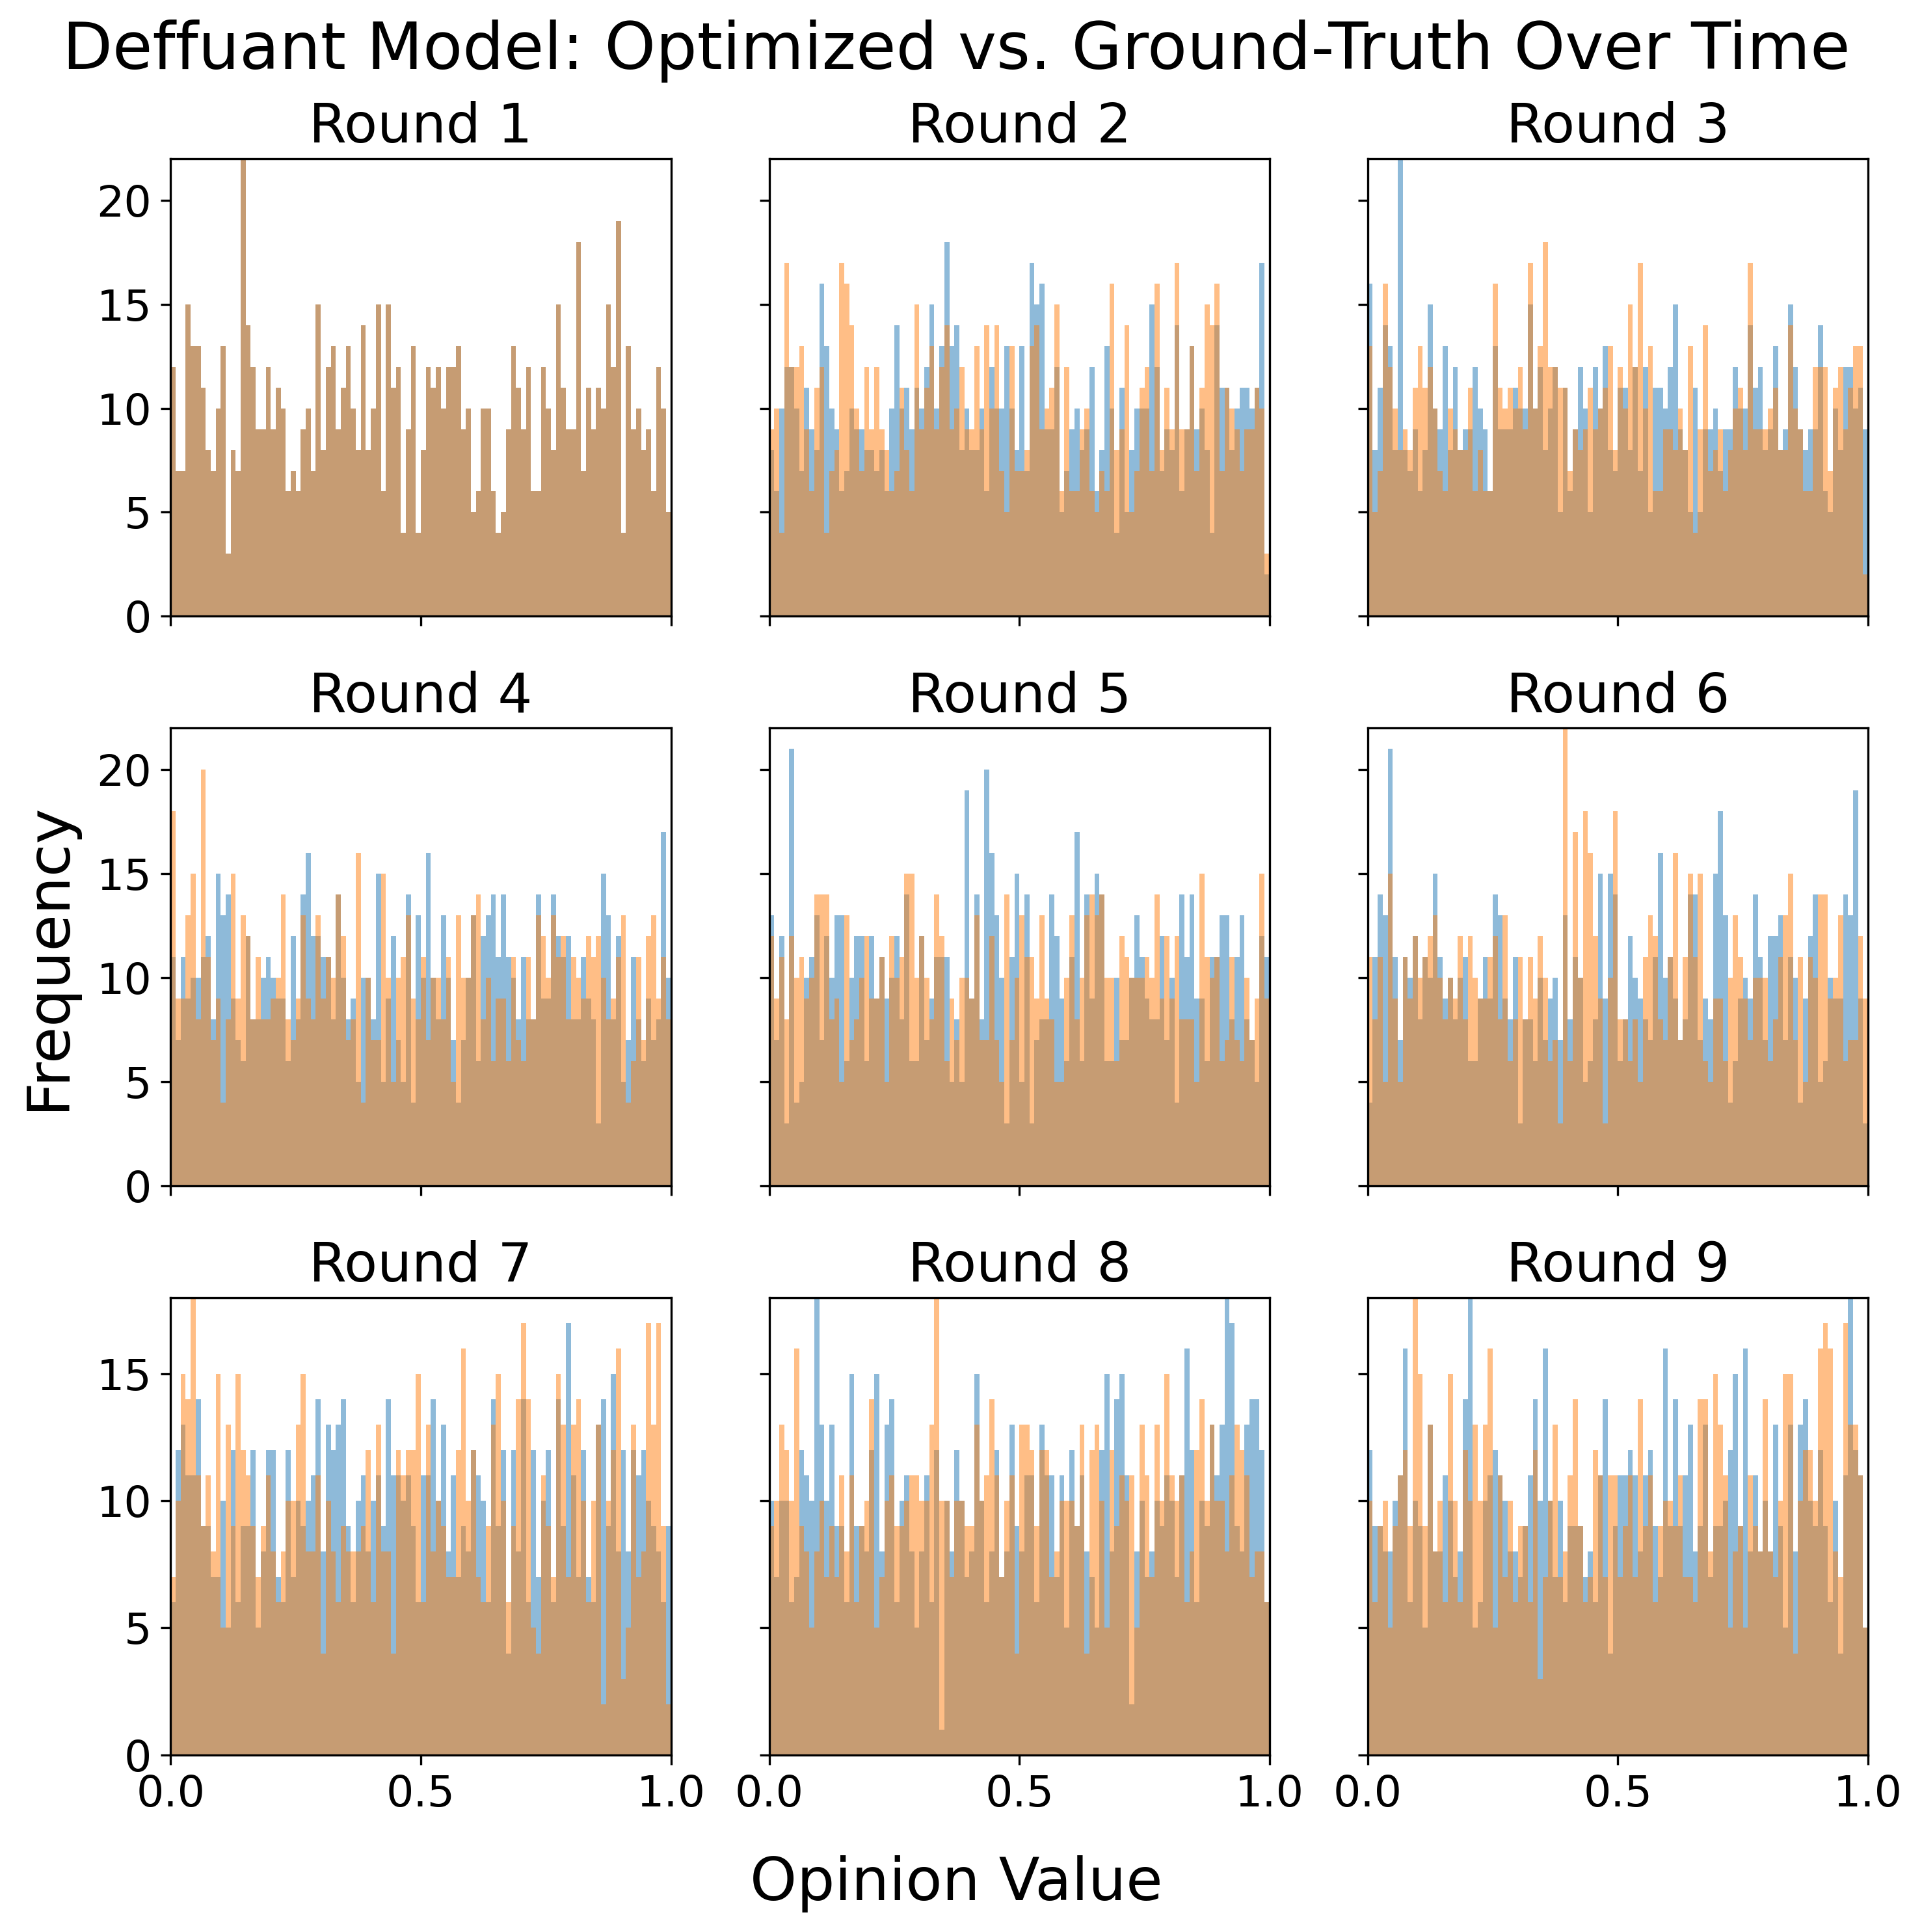 Deffuant Model: Optimized vs. Ground-Truth Over Time
Round 1
Round 2
Round 3
20
15
10
5
0
Round 4
Round 5
Round 6
20
15
10
5
0
Frequency
Round 7
Round 8
Round 9
15
10
5
0
0.0 0.5 1.0 0.0 0.5 1.0 0.0 0.5 1.0
Opinion Value